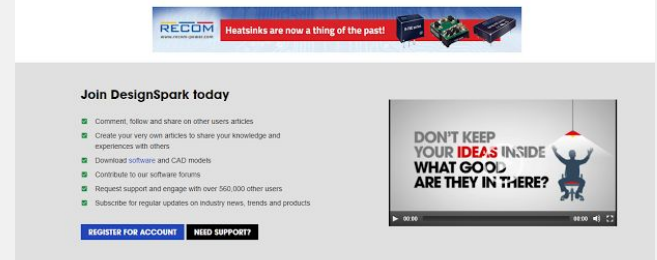 RECOM
www.recom-power.com
Heatsinks are now a thing of the past!
Join DesignSpark today
Comment, follow and share on other users articles
Create your very own articles to share your knowledge and
experiences with others
Download software and CAD models
Contribute to our software forums
Request support and engage with over 560,000 other users
Subscribe for regular updates on industry news, trends and products
REGISTER FOR ACCOUNT
NEED SUPPORT?
DON'T KEEP
YOUR IDEAS INSIDE
WHAT GOOD
ARE THEY IN THERE?
00:00
00:00